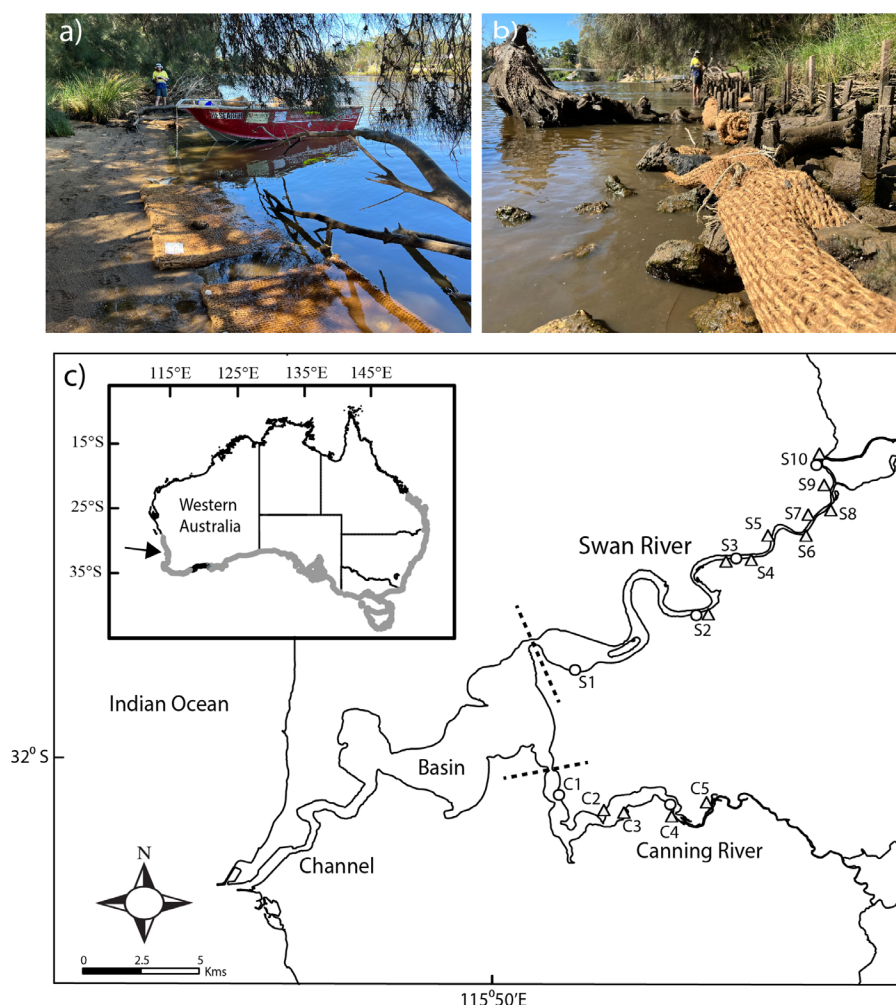 a)
b)
c)
115°E 125°E 135°E 145°E
15°S
25°S
35°S
Western
Australia
S10
S9
S8
S7
S6
S5
S4
S3
Swan River
S2
S1
Indian Ocean
32° S
Basin
C1
C2
C3
C4
C5
Channel
Canning River
N
0 2.5 5
Kms
115°50'E